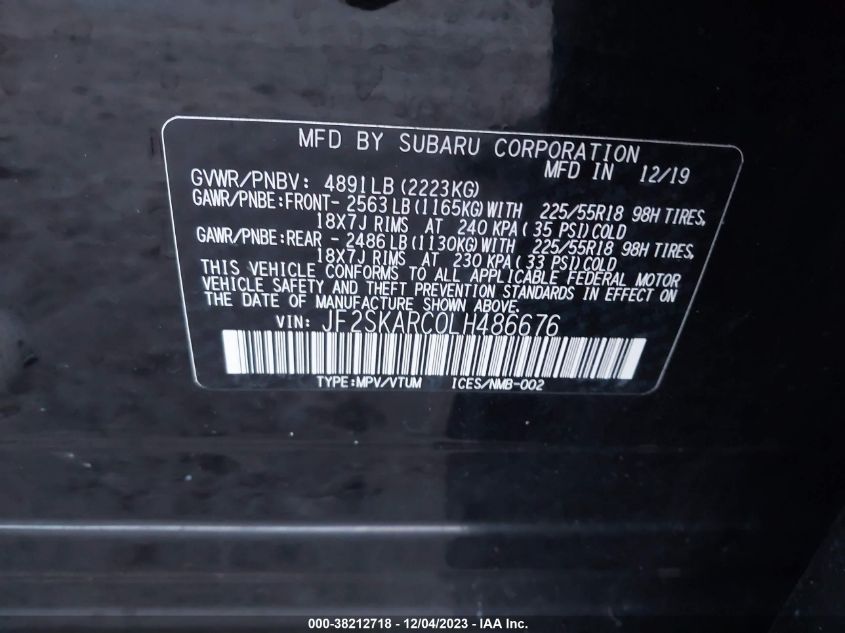 MFD BY SUBARU CORPORATION
MFD IN 12/19
GVWR/PNBV: 4891LB (2223KG)
GAWR/PNBE:FRONT- 2563LB (1165KG) WITH 225/55R18 98H TIRES,
18X7J RIMS AT 240 KPA ( 35 PSI) COLD
GAWR/PNBE:REAR - 2486LB (1130KG) WITH 225/55R18 98H TIRES,
18X7J RIMS AT 230 KPA ( 33 PSI) COLD
THIS VEHICLE CONFORMS TO ALL APPLICABLE FEDERAL MOTOR
VEHICLE SAFETY AND THEFT PREVENTION STANDARDS IN EFFECT ON
THE DATE OF MANUFACTURE SHOWN ABOVE.
VIN: JF2SKARC0LH486676
TYPE:MPV/VTUM ICES/NMB-002
000-38212718 - 12/04/2023 - © IAA Inc.